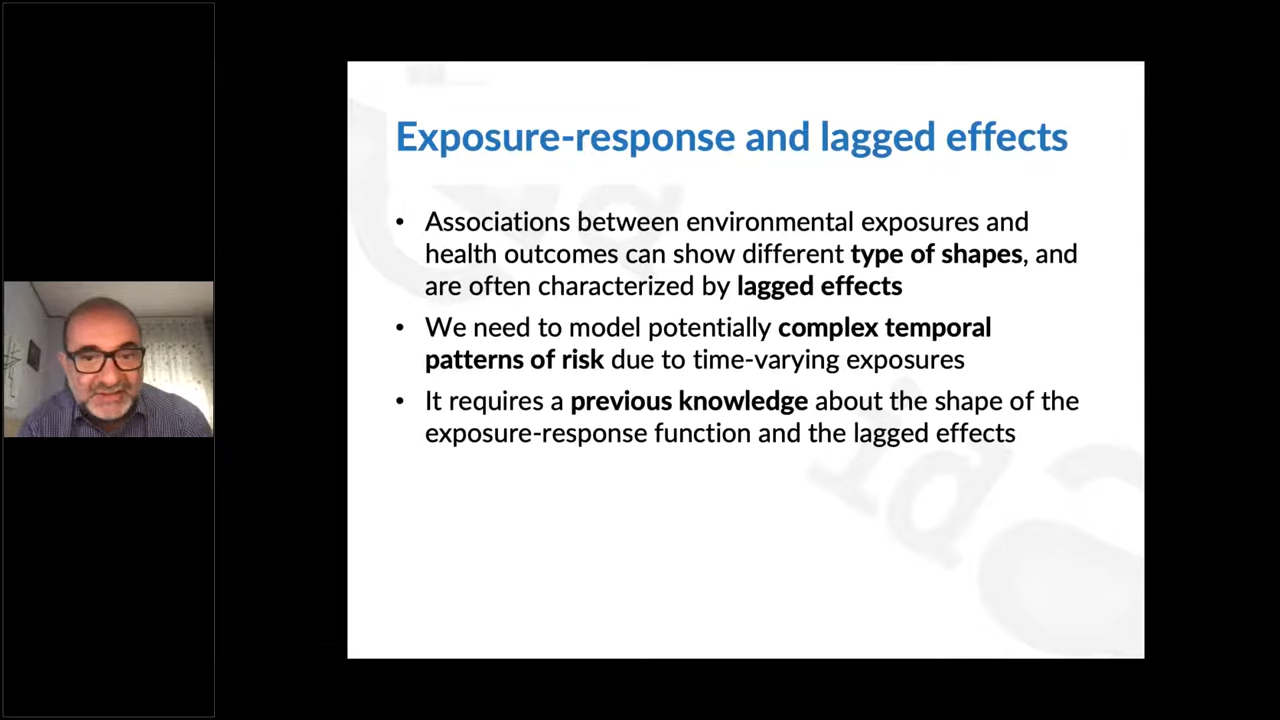 Exposure-response and lagged effects
• Associations between environmental exposures and
health outcomes can show different type of shapes, and
are often characterized by lagged effects
• We need to model potentially complex temporal
patterns of risk due to time-varying exposures
• It requires a previous knowledge about the shape of the
exposure-response function and the lagged effects